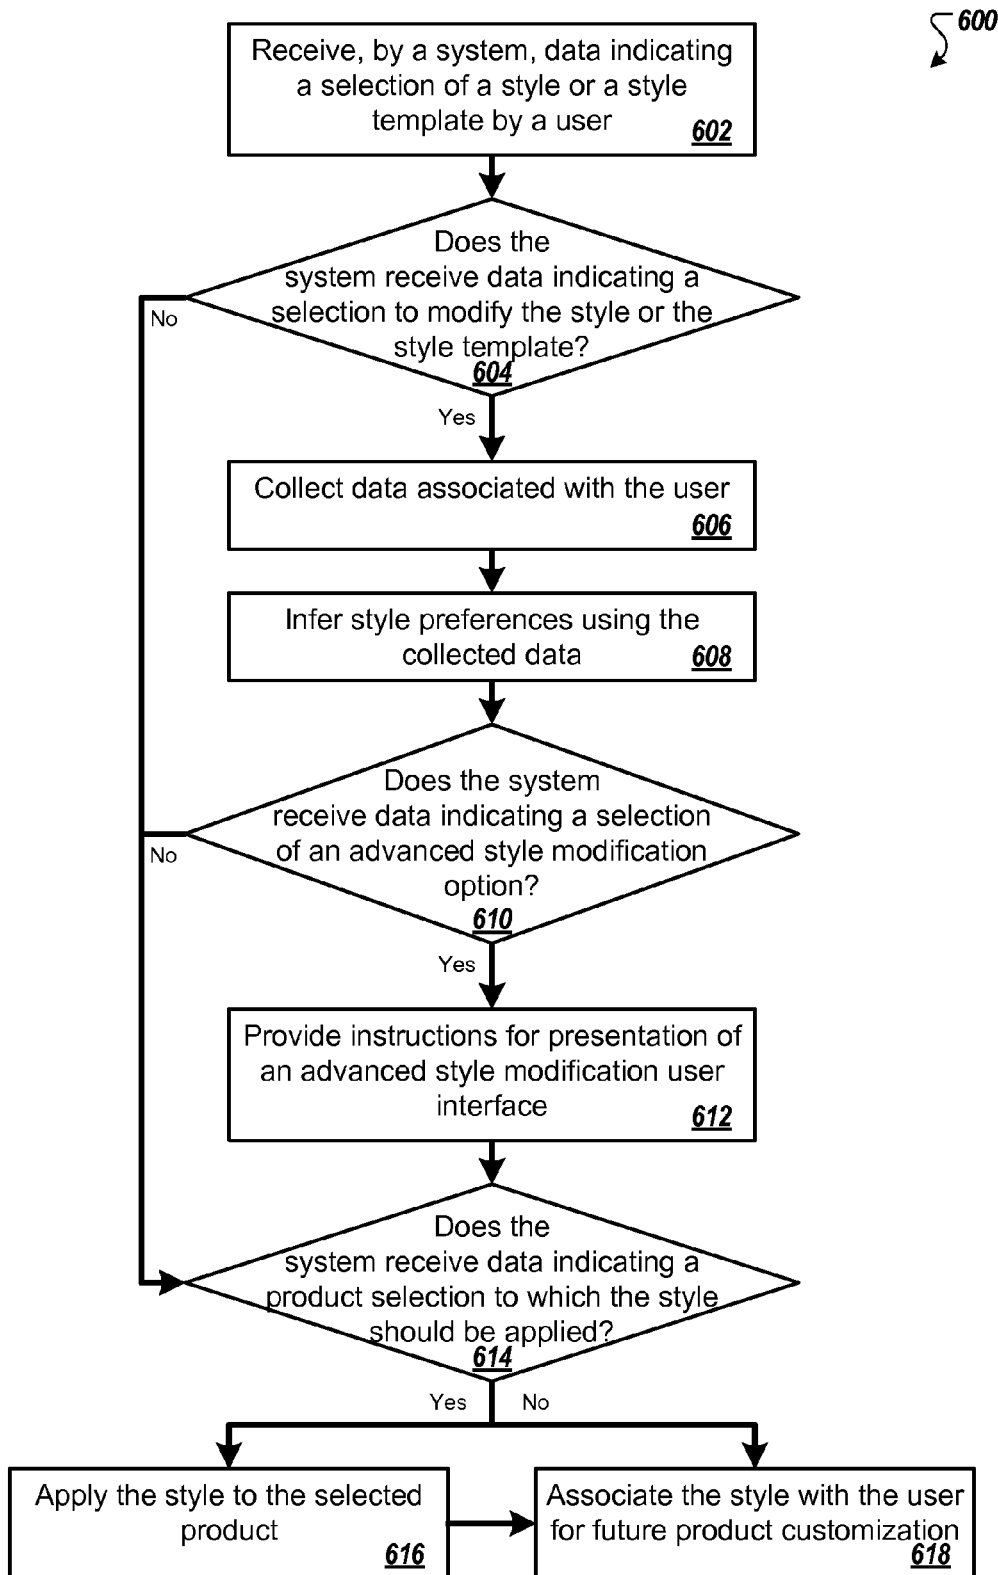 600
Receive, by a system, data indicating
a selection of a style or a style
template by a user
602
Does the
system receive data indicating a
selection to modify the style or the
style template?
604
No
Yes
Collect data associated with the user
606
Infer style preferences using the
collected data
608
Does the system
receive data indicating a selection
of an advanced style modification
option?
610
No
Yes
Provide instructions for presentation of
an advanced style modification user
interface
612
Does the
system receive data indicating a
product selection to which the style
should be applied?
614
Yes
No
Apply the style to the selected
product
616
Associate the style with the user
for future product customization
618